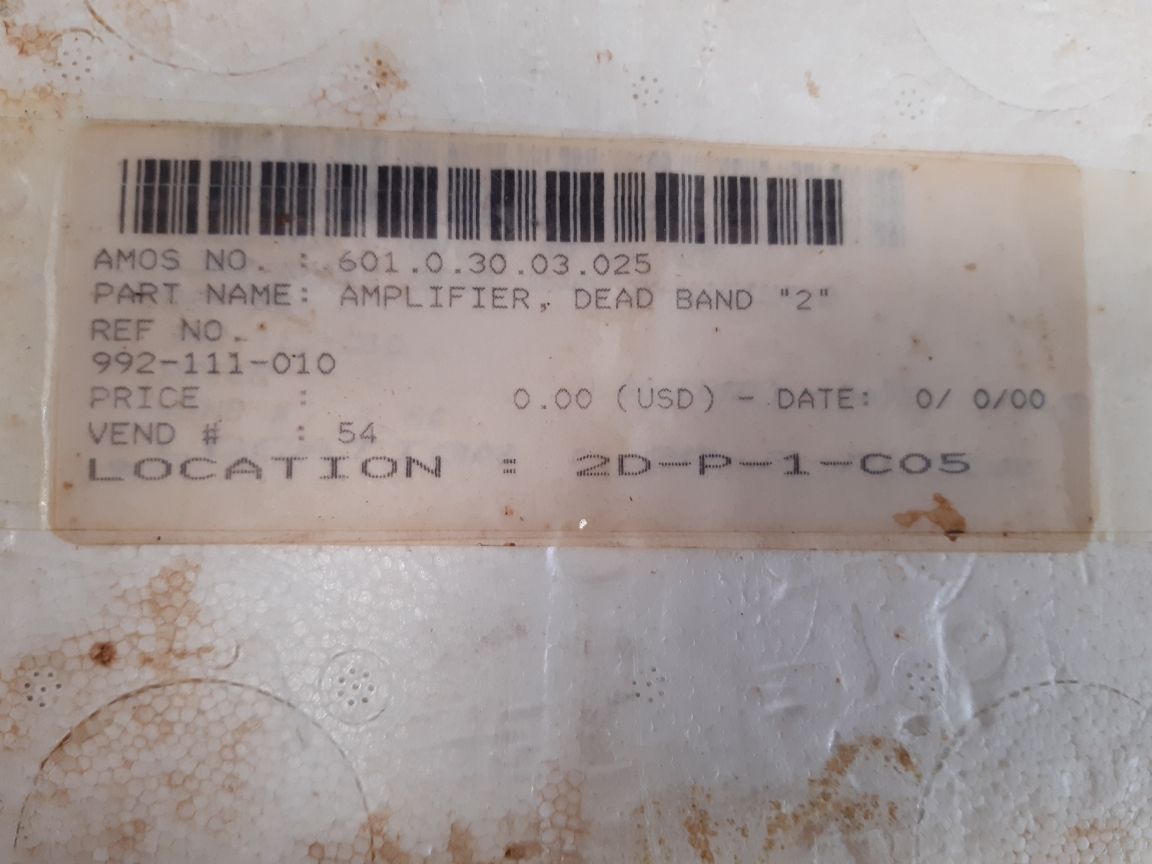 AMOS NO. : 601.0.30.03.025
PART NAME: AMPLIFIER, DEAD BAND "2"
REF NO.
992-111-010
PRICE : 0.00 (USD) - DATE: 0/ 0/00
VEND # : 54
LOCATION : 2D-P-1-C05